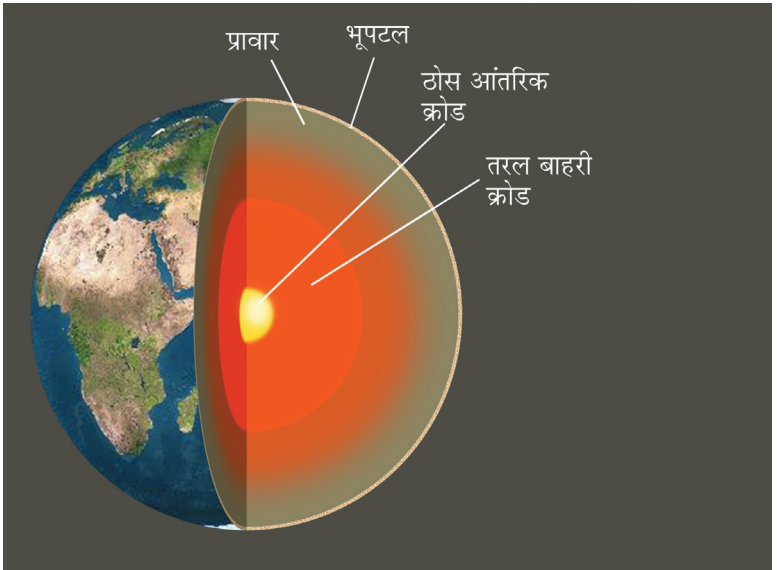 प्रावार
भूपटल
ठोस आंतरिक
क्रोड
तरल बाहरी
क्रोड